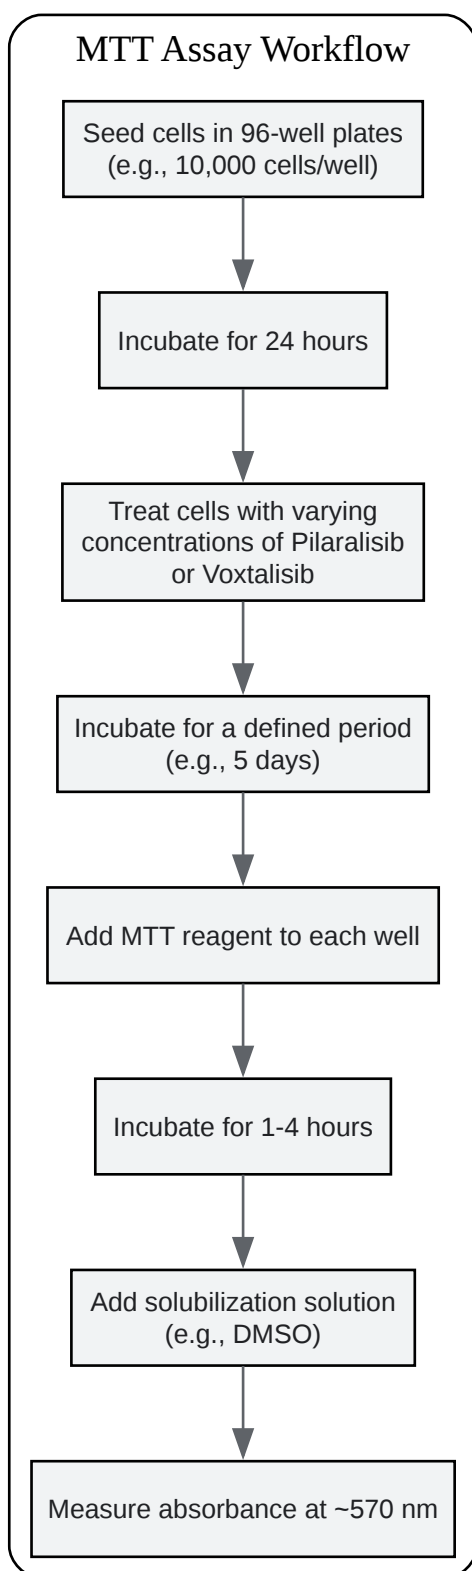 MTT Assay Workflow
Seed cells in 96-well plates
(e.g., 10,000 cells/well)
Incubate for 24 hours
Treat cells with varying
concentrations of Pilaralisib
or Voxtalisib
Incubate for a defined period
(e.g., 5 days)
Add MTT reagent to each well
Incubate for 1-4 hours
Add solubilization solution
(e.g., DMSO)
Measure absorbance at ~570 nm